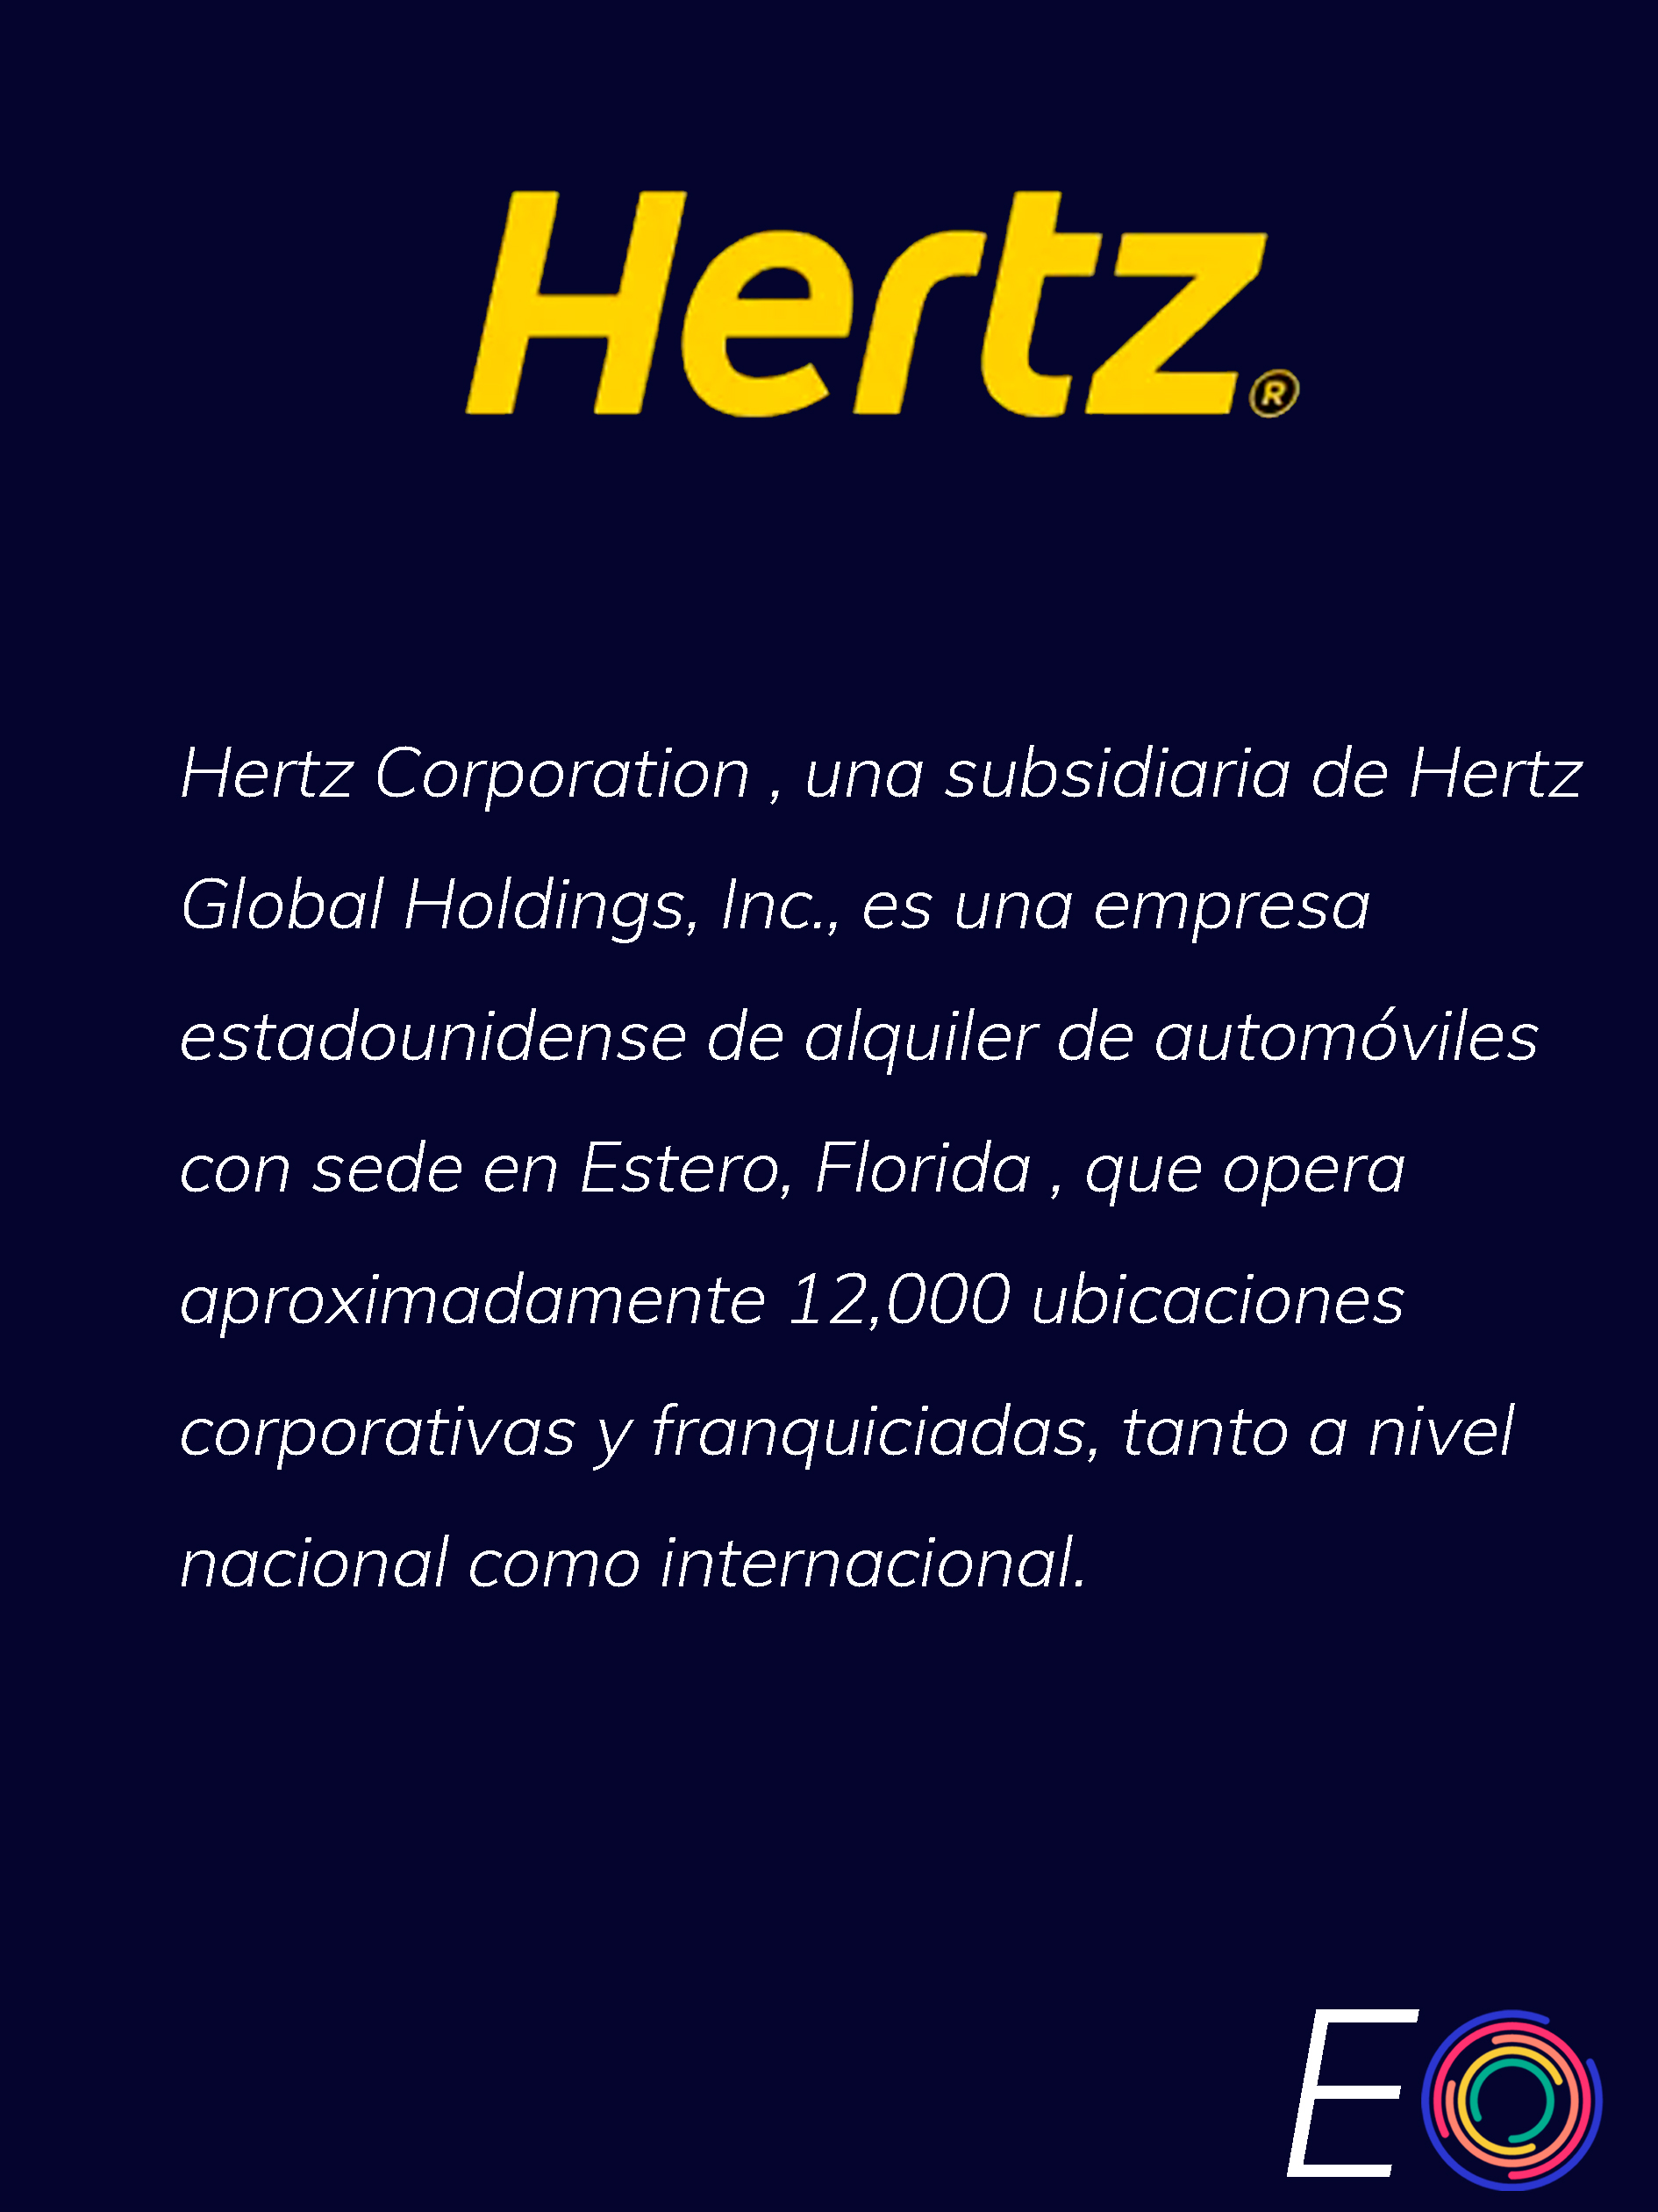 Hertz®
Hertz Corporation , una subsidiaria de Hertz
Global Holdings, Inc., es una empresa
estadounidense de alquiler de automóviles
con sede en Estero, Florida , que opera
aproximadamente 12,000 ubicaciones
corporativas y franquiciadas, tanto a nivel
nacional como internacional.
EO